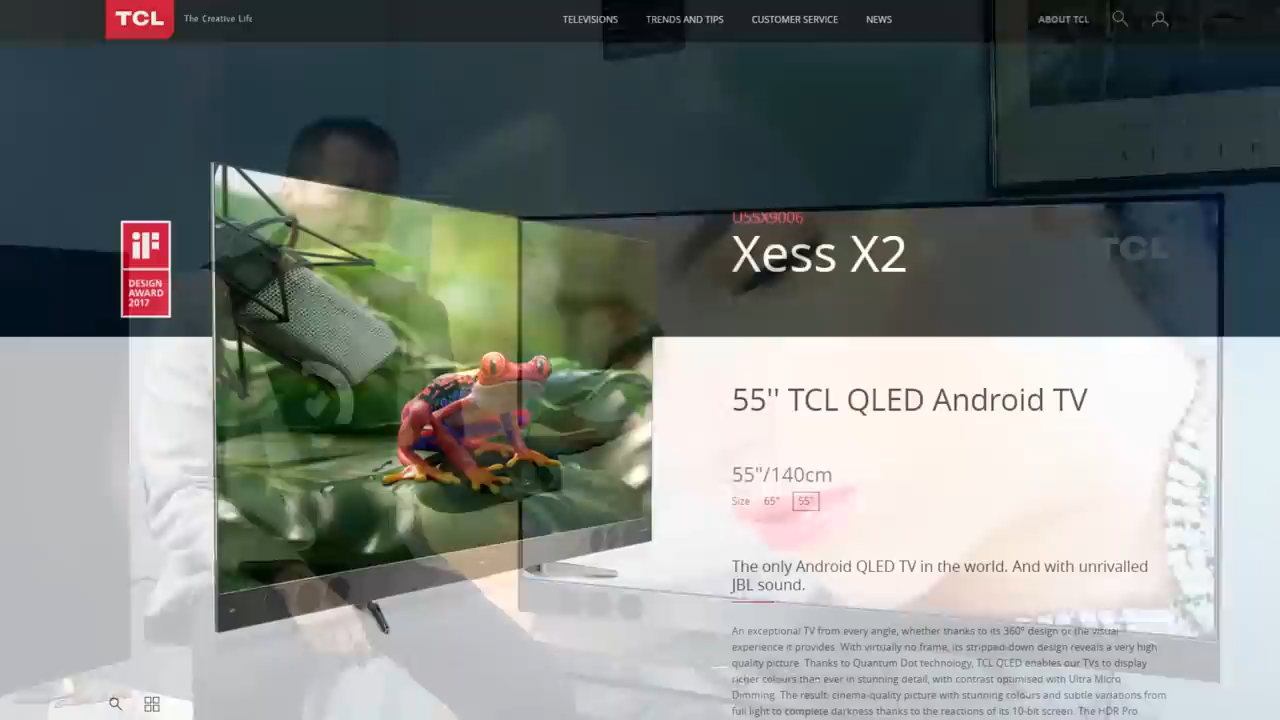 TCL
The Creative Life
TELEVISIONS
TRENDS AND TIPS
CUSTOMER SERVICE
NEWS
ABOUT TCL
iF
DESIGN
AWARD
2017
U55X9006
Xess X2
TCL
55'' TCL QLED Android TV
55"/140cm
Size 65" 55"
The only Android QLED TV in the world. And with unrivalled
JBL sound.
An exceptional TV from every angle, whether thanks to its 360° design or the visual
experience it provides. With virtually no frame, its stripped-down design reveals a very high
quality picture. Thanks to Quantum Dot technology, TCL QLED enables our TVs to display
richer colours than ever in stunning detail, with contrast optimised with Ultra Micro
Dimming. The result: cinema-quality picture with stunning colours and subtle variations from
full light to complete darkness thanks to the reactions of its 10-bit screen. The HDR Pro